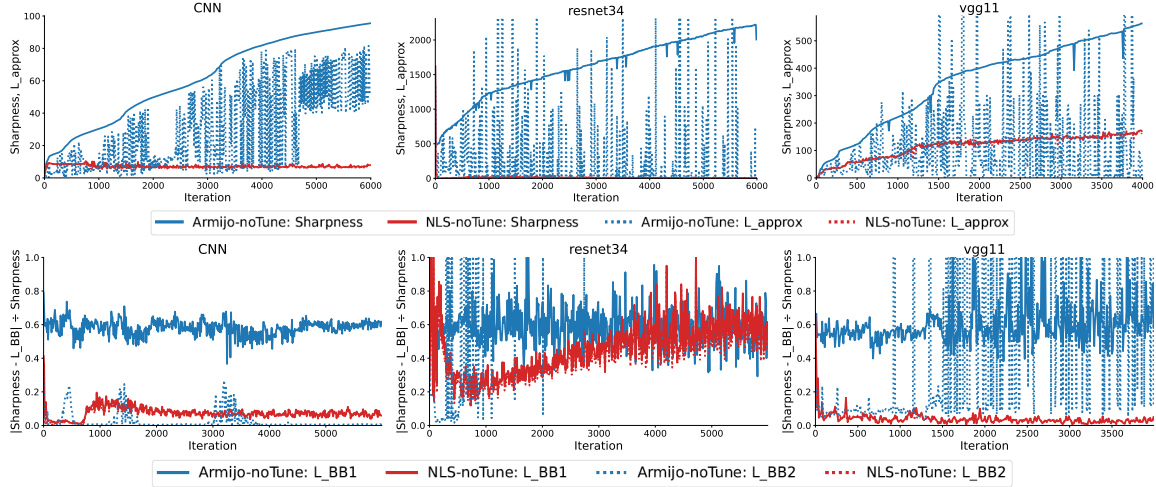 CNN
resnet34
vgg11
Sharpness, L_approx
100
80
60
40
20
0
0 1000 2000 3000 4000 5000 6000
Iteration
Sharpness, L_approx
2000
1500
1000
500
0
0 1000 2000 3000 4000 5000 6000
Iteration
Sharpness, L_approx
500
400
300
200
100
0
0 500 1000 1500 2000 2500 3000 3500 4000
Iteration
Armijo-noTune: Sharpness NLS-noTune: Sharpness Armijo-noTune: L_approx NLS-noTune: L_approx
CNN
resnet34
vgg11
|Sharpness - L_BB| ÷ Sharpness
1.0
0.8
0.6
0.4
0.2
0.0
0 1000 2000 3000 4000 5000
Iteration
|Sharpness - L_BB| ÷ Sharpness
1.0
0.8
0.6
0.4
0.2
0.0
0 1000 2000 3000 4000 5000
Iteration
|Sharpness - L_BB| ÷ Sharpness
1.0
0.8
0.6
0.4
0.2
0.0
0 500 1000 1500 2000 2500 3000 3500
Iteration
Armijo-noTune: L_BB1 NLS-noTune: L_BB1 Armijo-noTune: L_BB2 NLS-noTune: L_BB2